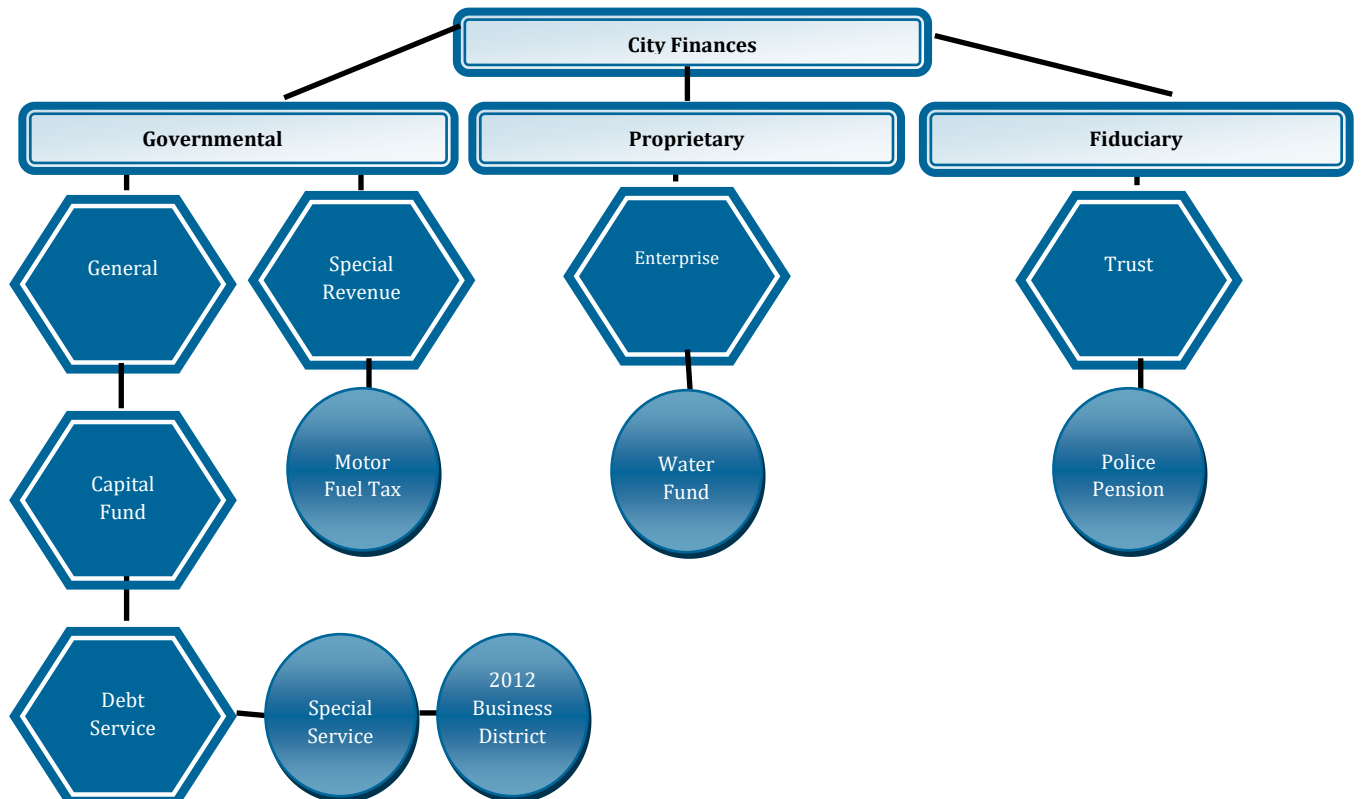 City Finances
Governmental
Proprietary
Fiduciary
General
Special
Revenue
Enterprise
Trust
Capital
Fund
Motor
Fuel Tax
Water
Fund
Police
Pension
Debt
Service
Special
Service
2012
Business
District